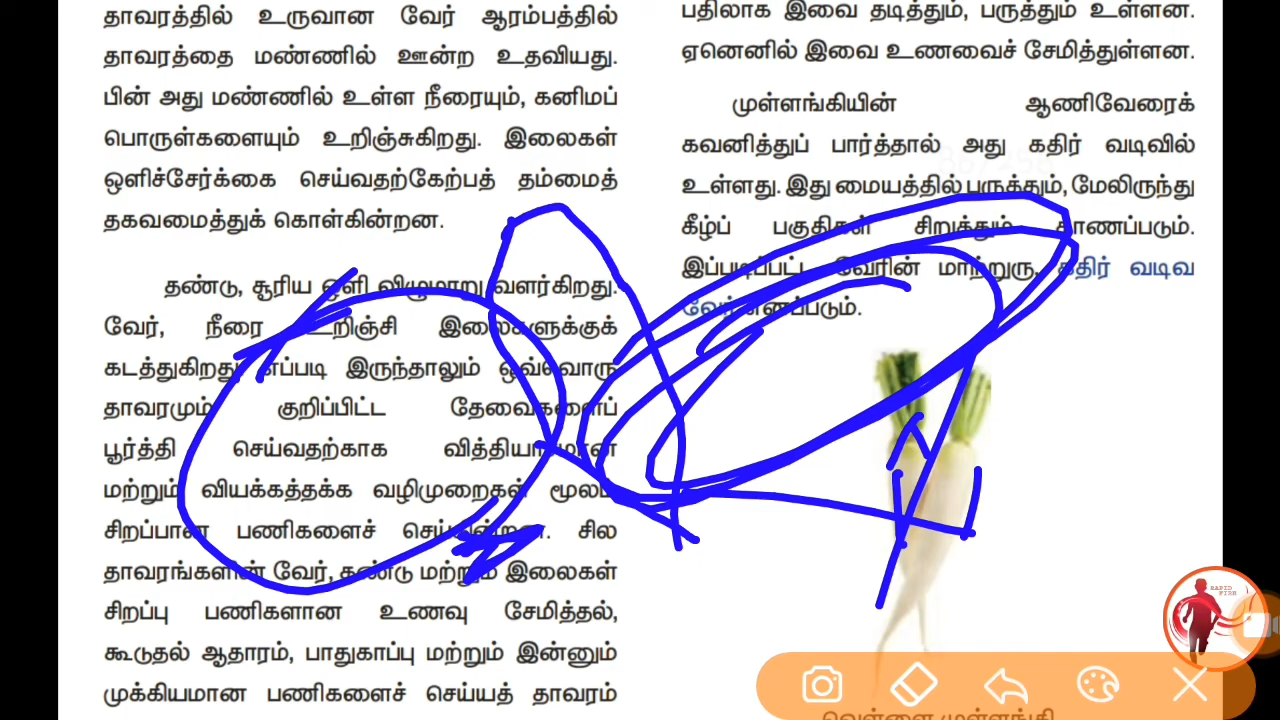 தாவரத்தில் உருவான வேர் ஆரம்பத்தில்
தாவரத்தை மண்ணில் ஊன்ற உதவியது.
பின் அது மண்ணில் உள்ள நீரையும், கனிமப்
பொருள்களையும் உறிஞ்சுகிறது. இலைகள்
ஒளிச்சேர்க்கை செய்வதற்கேற்பத் தம்மைத்
தகவமைத்துக் கொள்கின்றன.
தண்டு, சூரிய ஒளி விழுமாறு வளர்கிறது.
வேர், நீரை உறிஞ்சி இலைகளுக்குக்
கடத்துகிறது. எப்படி இருந்தாலும் ஒவ்வொரு
தாவரமும் குறிப்பிட்ட தேவைகளைப்
பூர்த்தி செய்வதற்காக வித்தியாசமான
மற்றும் வியக்கத்தக்க வழிமுறைகள் மூலம்
சிறப்பான பணிகளைச் செய்கின்றன. சில
தாவரங்களின் வேர், தண்டு மற்றும் இலைகள்
சிறப்பு பணிகளான உணவு சேமித்தல்,
கூடுதல் ஆதாரம், பாதுகாப்பு மற்றும் இன்னும்
முக்கியமான பணிகளைச் செய்யத் தாவரம்
பதிலாக இவை தடித்தும், பருத்தும் உள்ளன.
ஏனெனில் இவை உணவைச் சேமித்துள்ளன.
முள்ளங்கியின் ஆணிவேரைக்
கவனித்துப் பார்த்தால் அது கதிர் வடிவில்
உள்ளது. இது மையத்தில் பருத்தும், மேலிருந்து
கீழ்ப் பகுதிகள் சிறுத்தும் காணப்படும்.
இப்படிப்பட்ட வேரின் மாற்றுரு, கதிர் வடிவ
வேர் எனப்படும்.
வெள்ளை முள்ளங்கி
RAPID